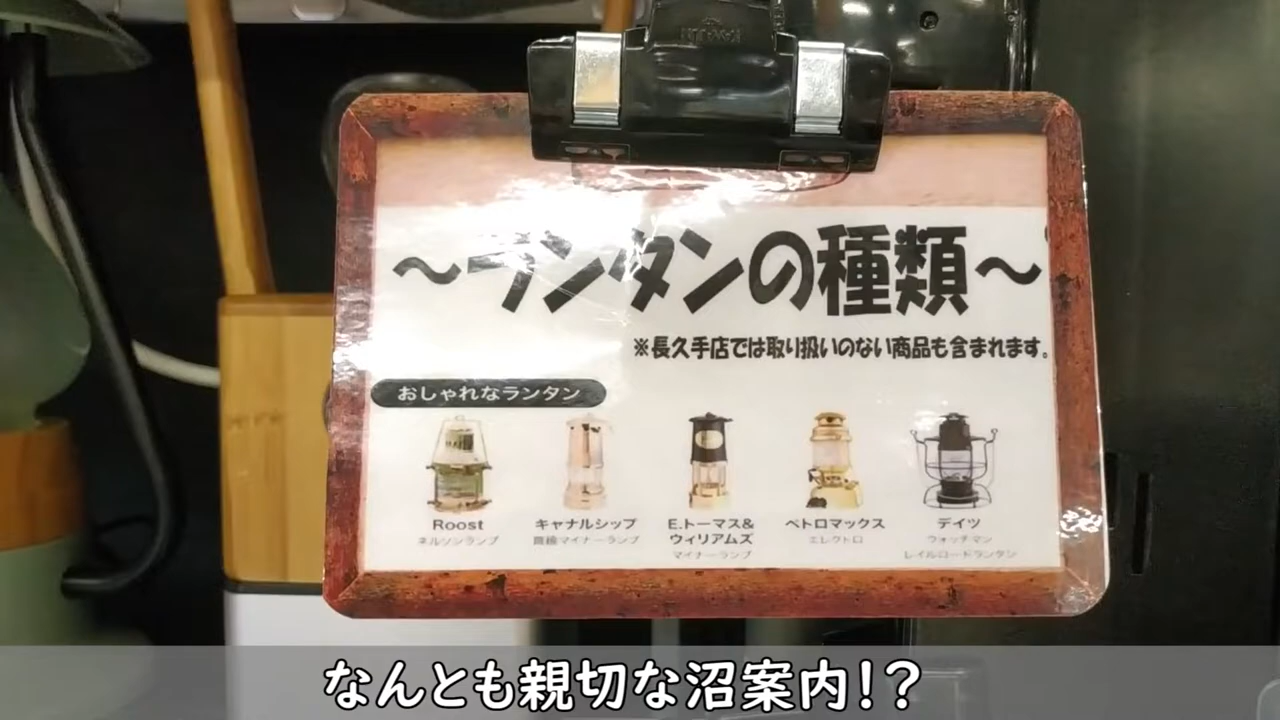 ～ランタンの種類～
※長久手店では取り扱いのない商品も含まれます。
おしゃれなランタン
Roost
ネルソンランプ
キャナルシップ
マイナーランプ
E.トーマス&
ウィリアムズ
マイナーランプ
ペトロマックス
エレクトロ
デイツ
ウォッチマン
レイルロードランタン
なんとも親切な沼案内!?